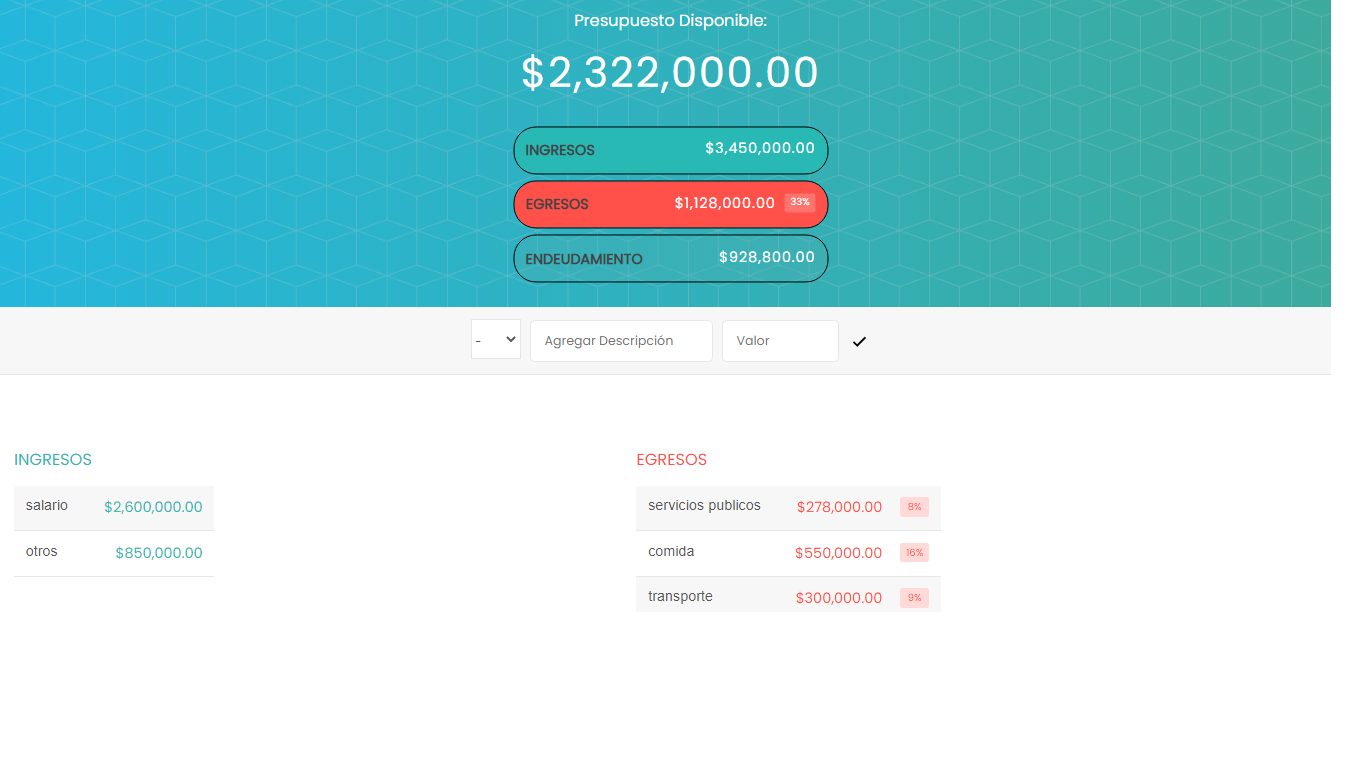 Presupuesto Disponible:
$2,322,000.00
INGRESOS $3,450,000.00
EGRESOS $1,128,000.00 33%
ENDEUDAMIENTO $928,800.00
- Agregar Descripción Valor
INGRESOS
salario $2,600,000.00
otros $850,000.00
EGRESOS
servicios publicos $278,000.00 8%
comida $550,000.00 16%
transporte $300,000.00 9%